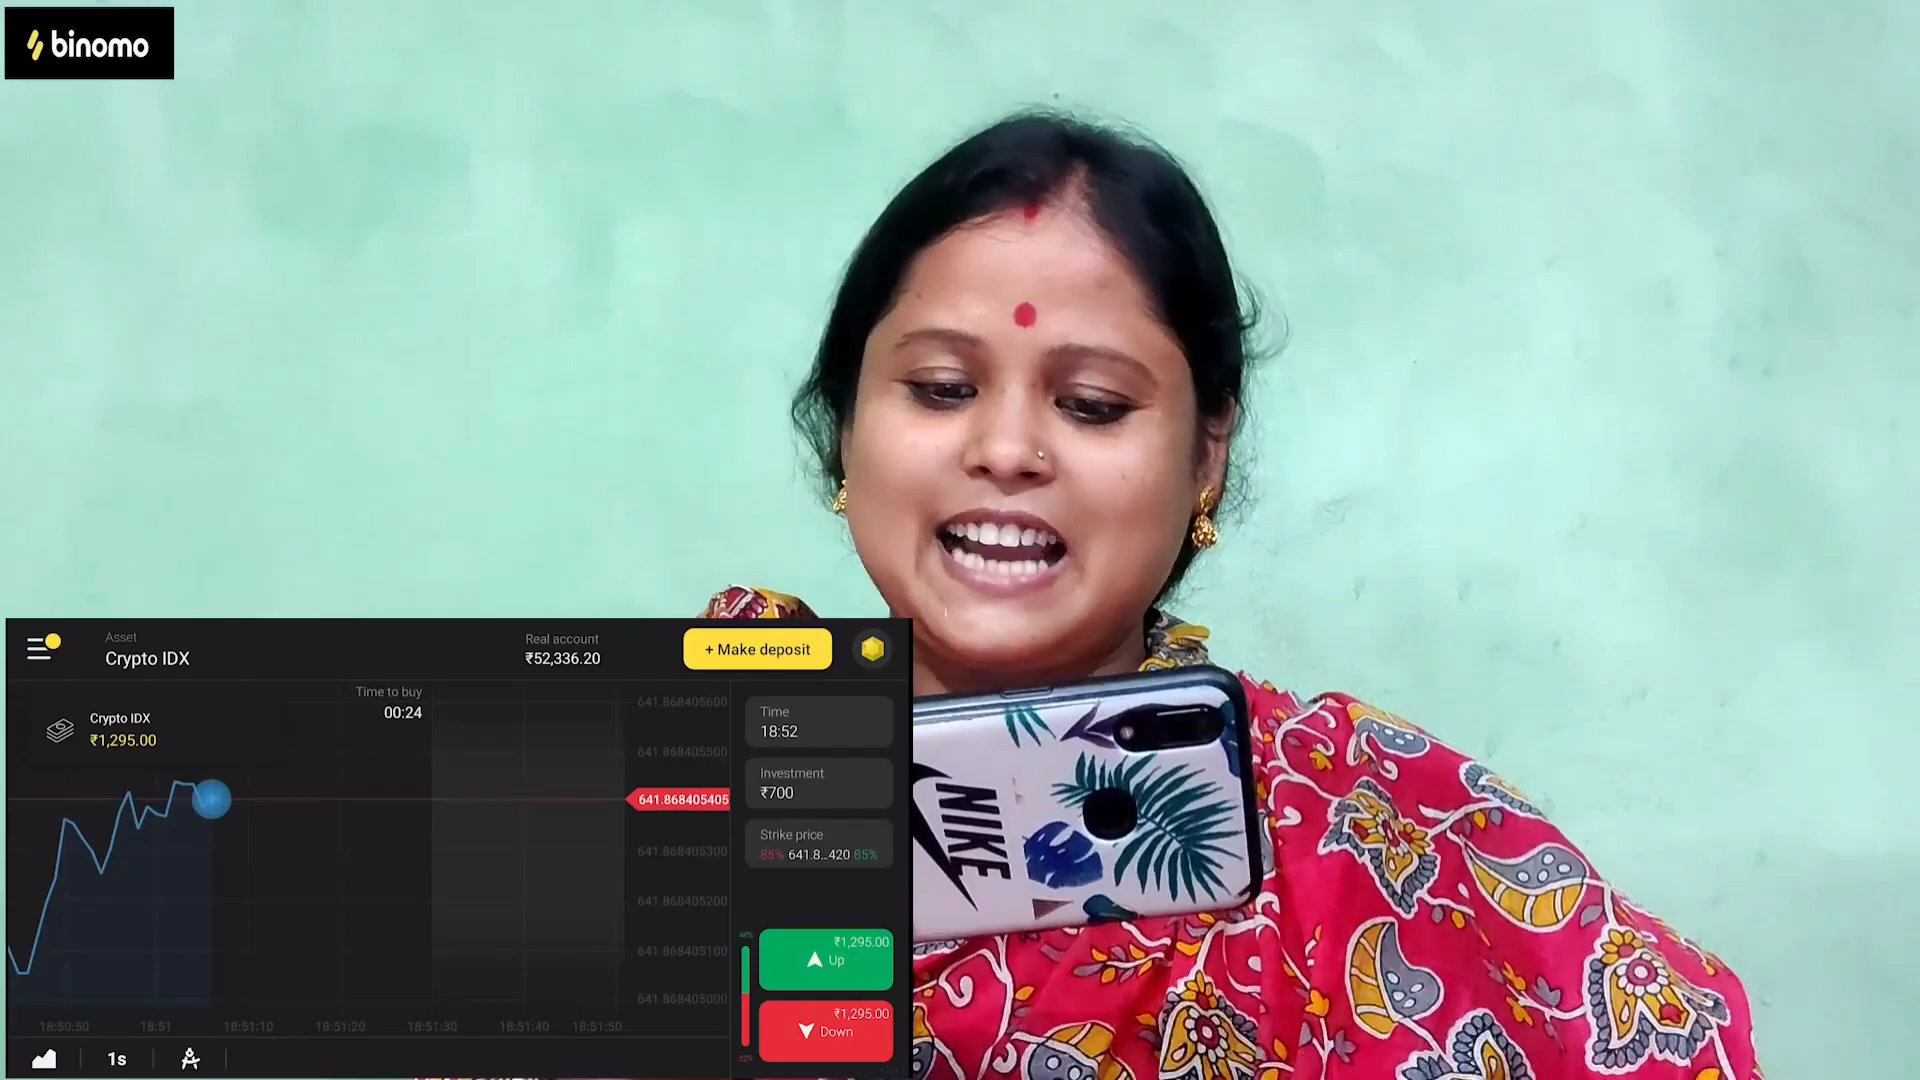 binomo
Asset
Crypto IDX
Real account
₹52,336.20
+ Make deposit
Crypto IDX
₹1,295.00
Time to buy
00:24
641.868405600
641.868405500
641.868405405
641.868405300
641.868405200
641.868405100
641.868405000
Time
18:52
Investment
₹700
Strike price
85% 641.8...420 85%
₹1,295.00
Up
₹1,295.00
Down
18:50:50
18:51
18:51:10
18:51:20
18:51:30
18:51:40
18:51:50
1s
NIKE